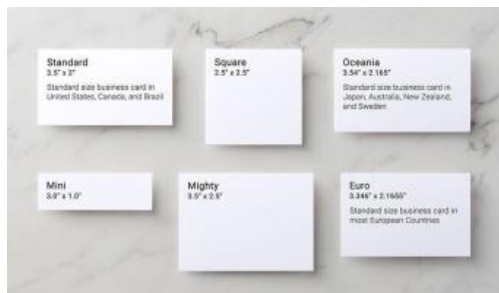 Standard
3.5" x 2"
Standard size business card in
United States, Canada, and Brazil
Square
2.5" x 2.5"
Oceania
3.54" x 2.165"
Standard size business card in
Japan, Australia, New Zealand,
and Sweden
Mini
3.0" x 1.0"
Mighty
3.5" x 2.5"
Euro
3.346" x 2.1655"
Standard size business card in
most European Countries